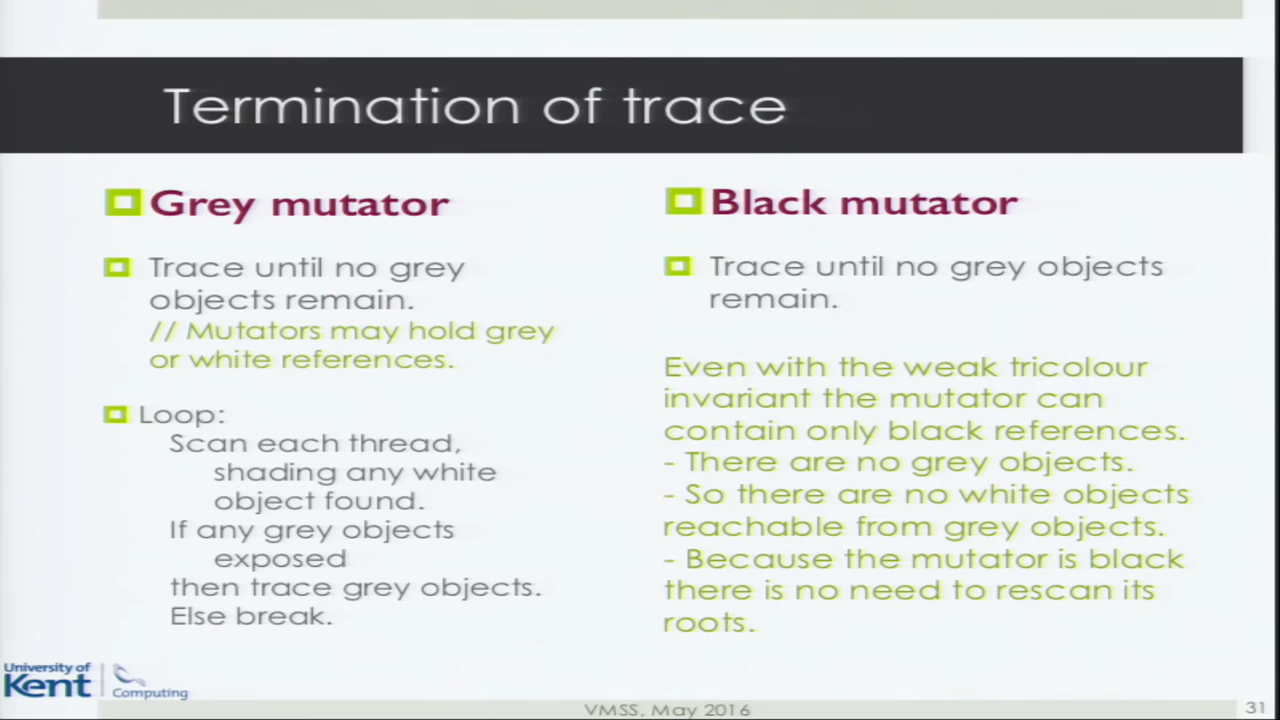 Termination of trace
Grey mutator
Trace until no grey
objects remain.
// Mutators may hold grey
or white references.
Loop:
Scan each thread,
shading any white
object found.
If any grey objects
exposed
then trace grey objects.
Else break.
Black mutator
Trace until no grey objects
remain.
Even with the weak tricolour
invariant the mutator can
contain only black references.
- There are no grey objects.
- So there are no white objects
reachable from grey objects.
- Because the mutator is black
there is no need to rescan its
roots.
University of
Kent
Computing
VMSS, May 2016
31